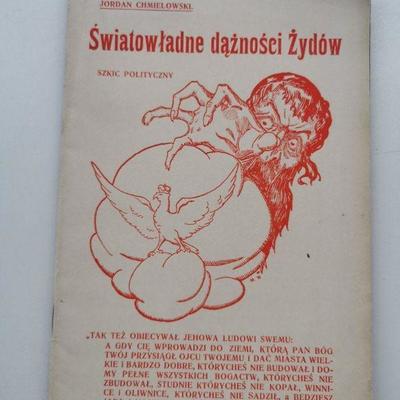 JORDAN CHMIELOWSKI.
Światowładne dążności Żydów
SZKIC POLITYCZNY
„TAK TEŻ OBIECYWAŁ JEHOWA LUDOWI SWEMU:
A GDY CIĘ WPROWADZI DO ZIEMI, KTÓRĄ PAN BÓG
TWÓJ PRZYSIĄGŁ OJCU TWOJEMU I DAĆ MIASTA WIEL-
KIE I BARDZO DOBRE, KTÓRYCHEŚ NIE BUDOWAŁ I DO-
MY PEŁNE WSZYSTKICH BOGACTW, KTÓRYCHEŚ NIE
ZBUDOWAŁ, STUDNIE KTÓRYCHEŚ NIE KOPAŁ, WINNI-
CE I OLIWNICE, KTÓRYCHEŚ NIE SADZIŁ, a BĘDZIESZ